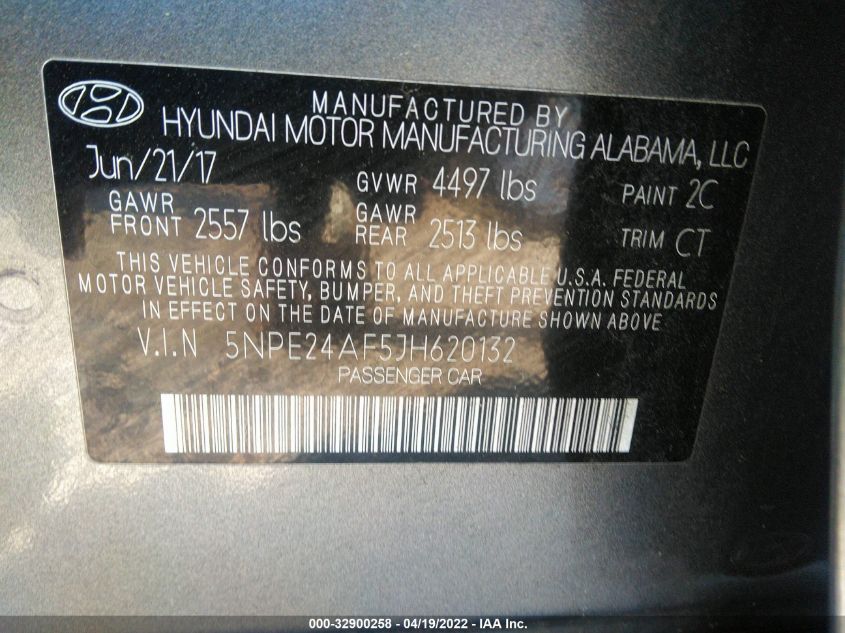 MANUFACTURED BY
HYUNDAI MOTOR MANUFACTURING ALABAMA, LLC
Jun/21/17 GVWR 4497 lbs PAINT 2C
GAWR FRONT 2557 lbs GAWR REAR 2513 lbs TRIM CT
THIS VEHICLE CONFORMS TO ALL APPLICABLE U.S.A. FEDERAL
MOTOR VEHICLE SAFETY, BUMPER, AND THEFT PREVENTION STANDARDS
IN EFFECT ON THE DATE OF MANUFACTURE SHOWN ABOVE
V.I.N 5NPE24AF5JH620132
PASSENGER CAR
000-32900258 - 04/19/2022 - IAA Inc.